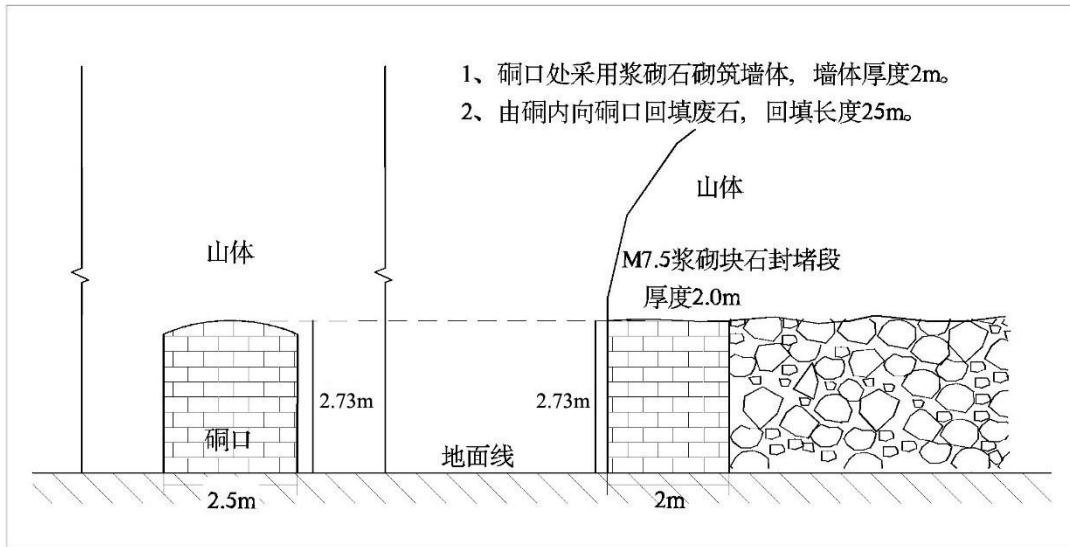 1、硐口处采用浆砌石砌筑墙体，墙体厚度2m。
2、由硐内向硐口回填废石，回填长度25m。
山体
山体
M7.5浆砌块石封堵段
厚度2.0m
2.73m
2.73m
硐口
地面线
2.5m
2m